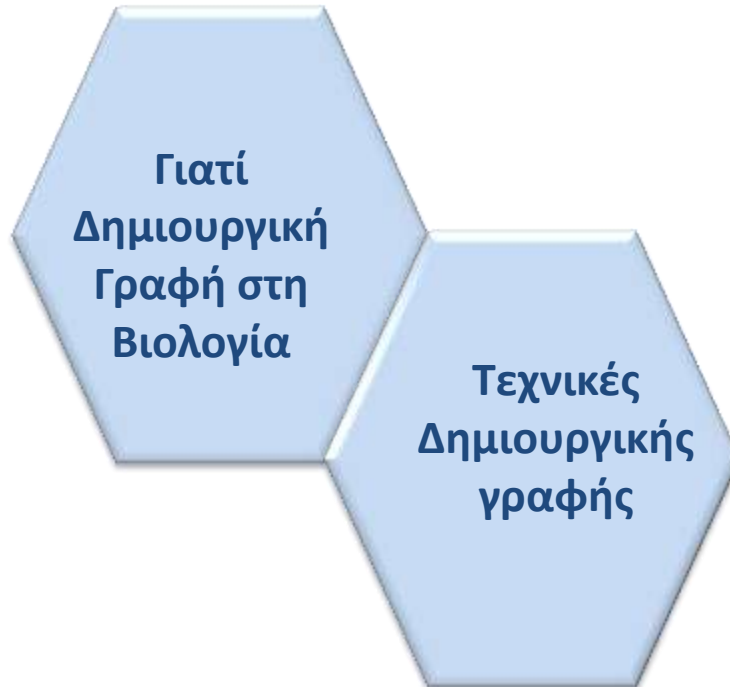 Γιατί
Δημιουργική
Γραφή στη
Βιολογία
Τεχνικές
Δημιουργικής
γραφής